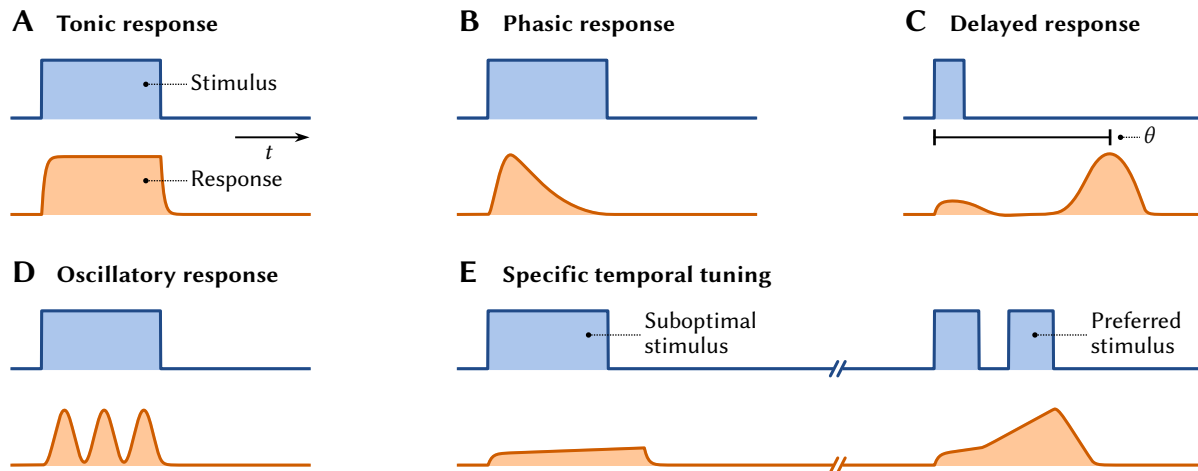 A Tonic response
Stimulus
t
Response
B Phasic response
C Delayed response
θ
D Oscillatory response
E Specific temporal tuning
Suboptimal
stimulus
Preferred
stimulus